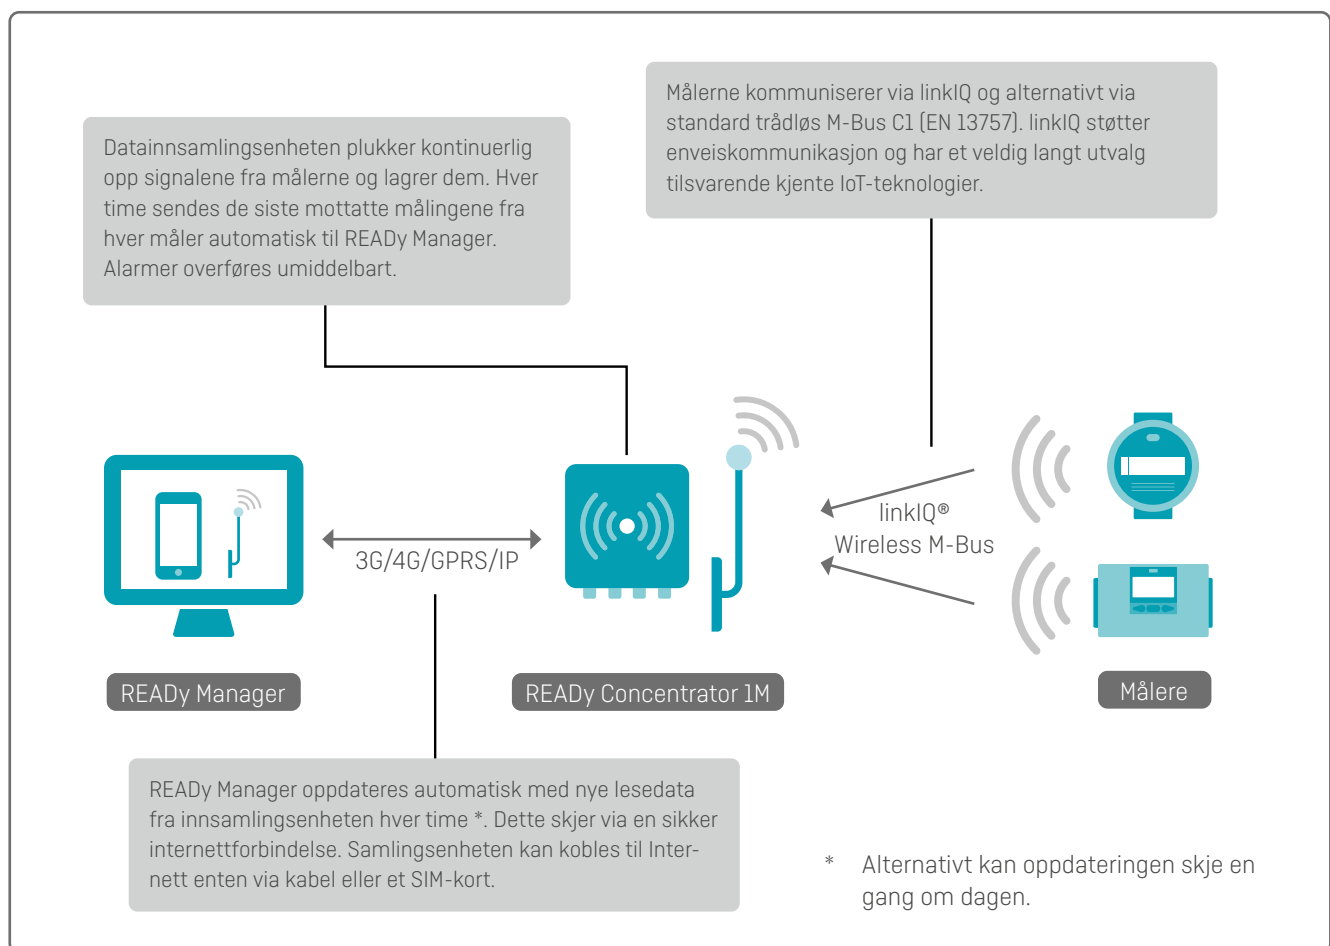 Målerne kommuniserer via linkIQ og alternativt via
standard trådløs M-Bus C1 (EN 13757). linkIQ støtter
enveiskommunikasjon og har et veldig langt utvalg
tilsvarende kjente IoT-teknologier.
Datainnsamlingsenheten plukker kontinuerlig
opp signalene fra målerne og lagrer dem. Hver
time sendes de siste mottatte målingene fra
hver måler automatisk til READy Manager.
Alarmer overføres umiddelbart.
3G/4G/GPRS/IP
linkIQ®
Wireless M-Bus
READy Manager
READy Concentrator 1M
Målere
READy Manager oppdateres automatisk med nye lesedata
fra innsamlingsenheten hver time *. Dette skjer via en sikker
internettforbindelse. Samlingsenheten kan kobles til Inter-
nett enten via kabel eller et SIM-kort.
* Alternativt kan oppdateringen skje en
gang om dagen.